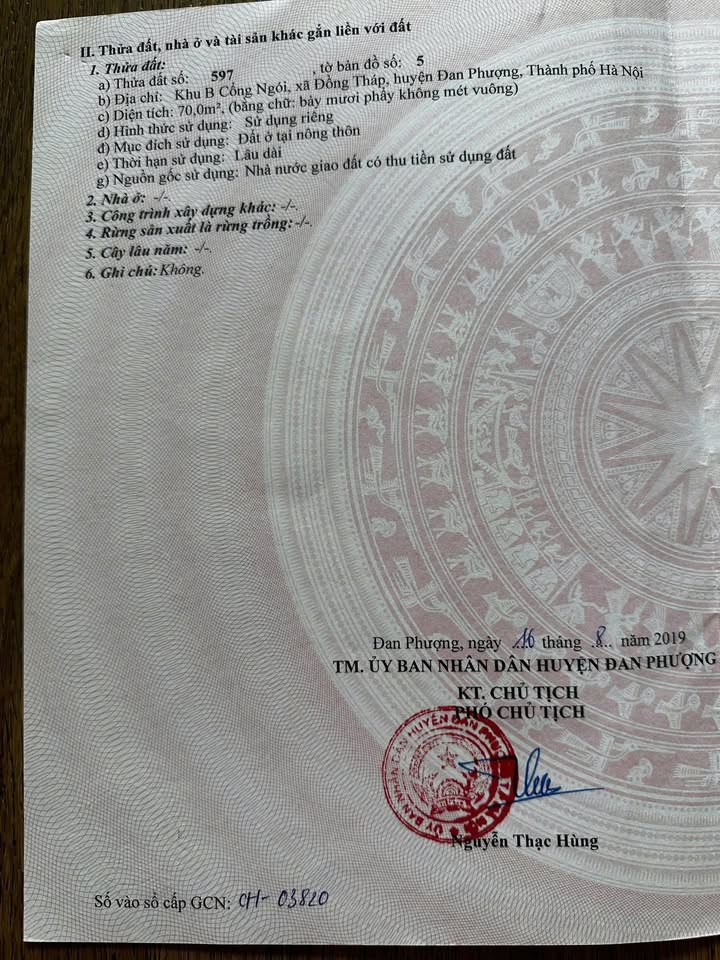 II. Thửa đất, nhà ở và tài sản khác gắn liền với đất
1. Thửa đất:
a) Thửa đất số: 597 , tờ bản đồ số: 5
b) Địa chỉ: Khu B Cống Ngói, xã Đồng Tháp, huyện Đan Phượng, Thành phố Hà Nội
c) Diện tích: 70,0m², (bằng chữ: bảy mươi phẩy không mét vuông)
d) Hình thức sử dụng: Sử dụng riêng
đ) Mục đích sử dụng: Đất ở tại nông thôn
e) Thời hạn sử dụng: Lâu dài
g) Nguồn gốc sử dụng: Nhà nước giao đất có thu tiền sử dụng đất
2. Nhà ở: -/-.
3. Công trình xây dựng khác: -/-.
4. Rừng sản xuất là rừng trồng: -/-.
5. Cây lâu năm: -/-.
6. Ghi chú: Không.
Đan Phượng, ngày 16 tháng 8 năm 2019
TM. ỦY BAN NHÂN DÂN HUYỆN ĐAN PHƯỢNG
KT. CHỦ TỊCH
PHÓ CHỦ TỊCH
ỦY BAN NHÂN DÂN HUYỆN ĐAN PHƯỢNG
Nguyễn Thạc Hùng
Số vào sổ cấp GCN: CH- 03820